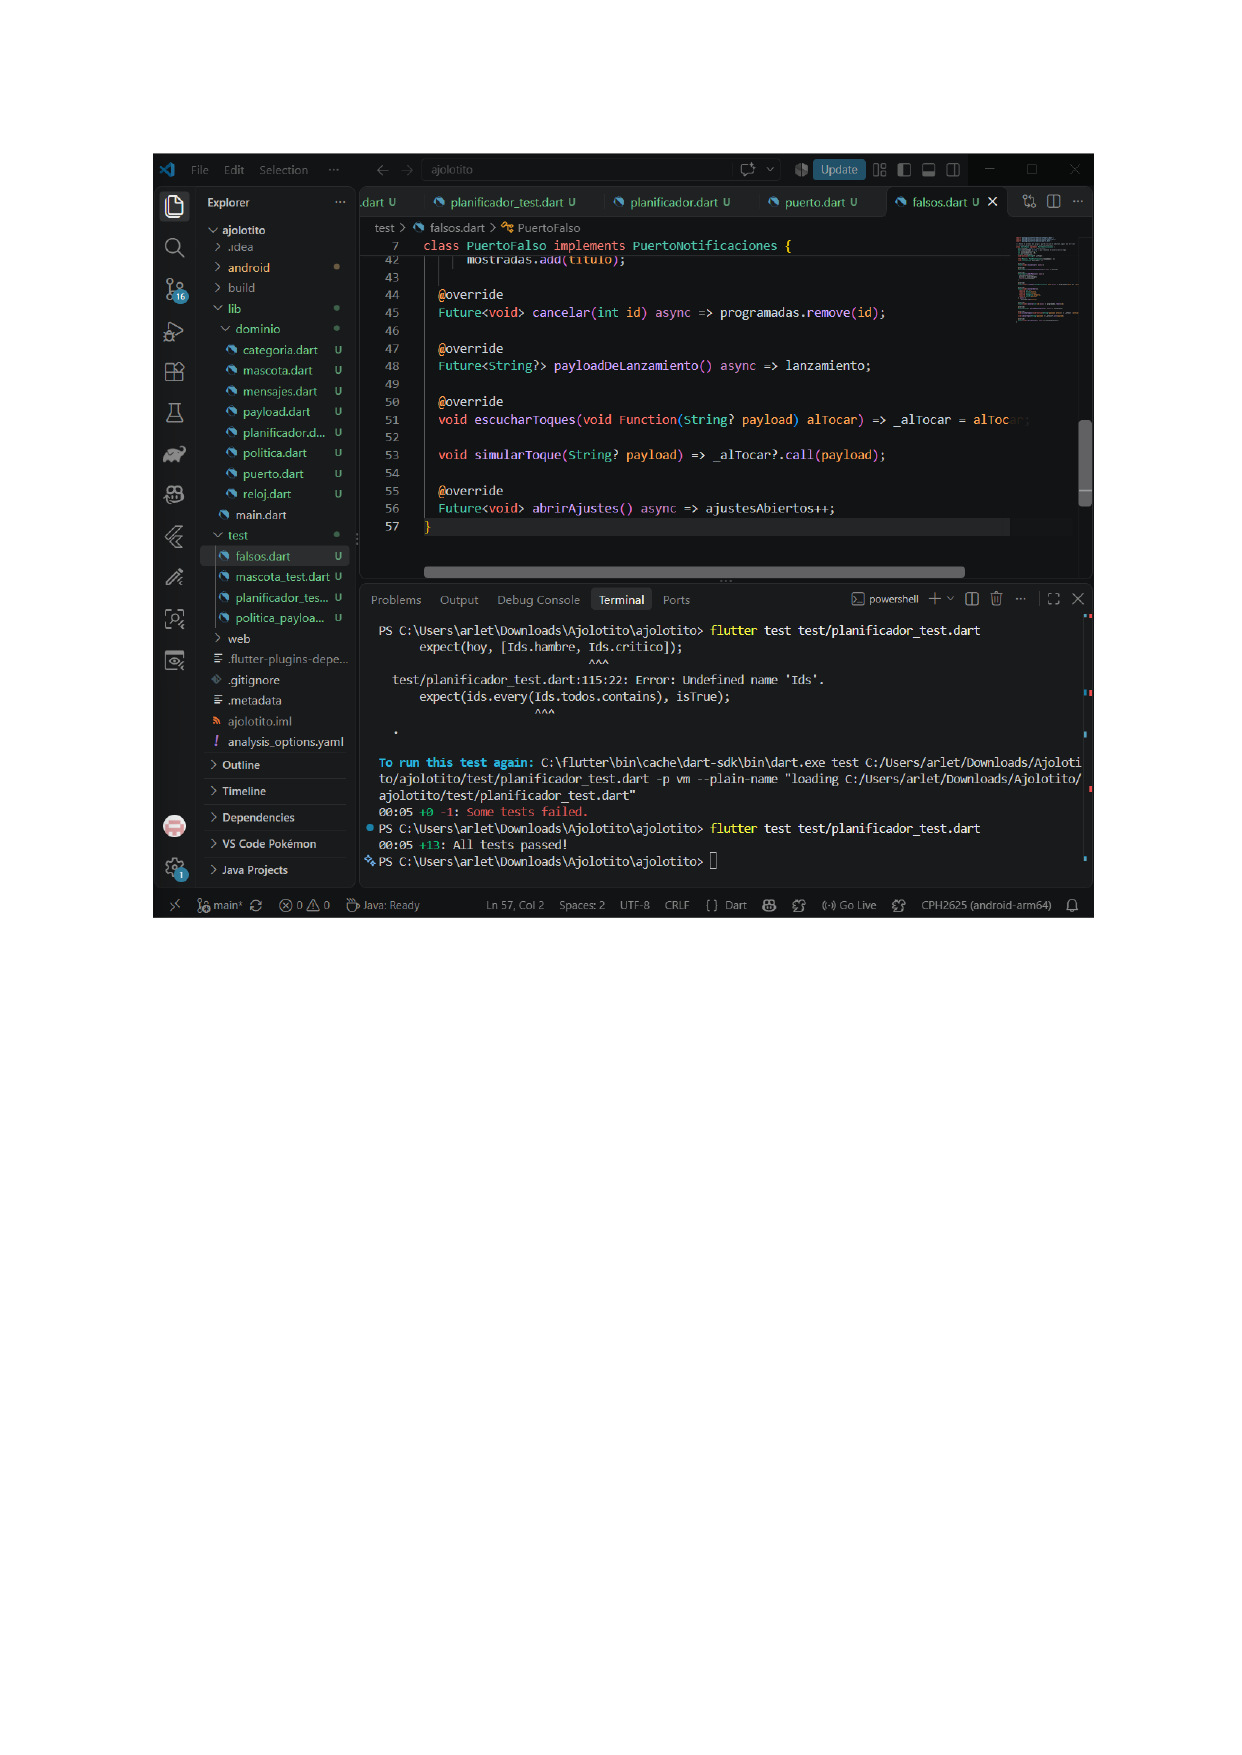 File Edit Selection ··· ajolotito Update
Explorer ···
ajolotito
.idea
android
build
lib
dominio
categoria.dart U
mascota.dart U
mensajes.dart U
payload.dart U
planificador.d... U
politica.dart U
puerto.dart U
reloj.dart U
main.dart
test
falsos.dart U
mascota_test.dart U
planificador_tes... U
politica_payloa... U
web
.flutter-plugins-depe...
.gitignore
.metadata
ajolotito.iml
analysis_options.yaml
Outline
Timeline
Dependencies
VS Code Pokémon
Java Projects
16
1
.dart U planificador_test.dart U planificador.dart U puerto.dart U falsos.dart U
test > falsos.dart > PuertoFalso
7 class PuertoFalso implements PuertoNotificaciones {
42 mostradas.add(titulo);
43
44 @override
45 Future<void> cancelar(int id) async => programadas.remove(id);
46
47 @override
48 Future<String?> payloadDeLanzamiento() async => lanzamiento;
49
50 @override
51 void escucharToques(void Function(String? payload) alTocar) => _alTocar = alTocar;
52
53 void simularToque(String? payload) => _alTocar?.call(payload);
54
55 @override
56 Future<void> abrirAjustes() async => ajustesAbiertos++;
57 }
Problems Output Debug Console Terminal Ports powershell
PS C:\Users\arlet\Downloads\Ajolotito\ajolotito> flutter test test/planificador_test.dart
expect(hoy, [Ids.hambre, Ids.critico]);
^^^
test/planificador_test.dart:115:22: Error: Undefined name 'Ids'.
expect(ids.every(Ids.todos.contains), isTrue);
^^^
.
To run this test again: C:\flutter\bin\cache\dart-sdk\bin\dart.exe test C:/Users/arlet/Downloads/Ajoloti
to/ajolotito/test/planificador_test.dart -p vm --plain-name "loading C:/Users/arlet/Downloads/Ajolotito/
ajolotito/test/planificador_test.dart"
00:05 +0 -1: Some tests failed.
PS C:\Users\arlet\Downloads\Ajolotito\ajolotito> flutter test test/planificador_test.dart
00:05 +13: All tests passed!
PS C:\Users\arlet\Downloads\Ajolotito\ajolotito>
main* 0 0 Java: Ready Ln 57, Col 2 Spaces: 2 UTF-8 CRLF { } Dart Go Live CPH2625 (android-arm64)